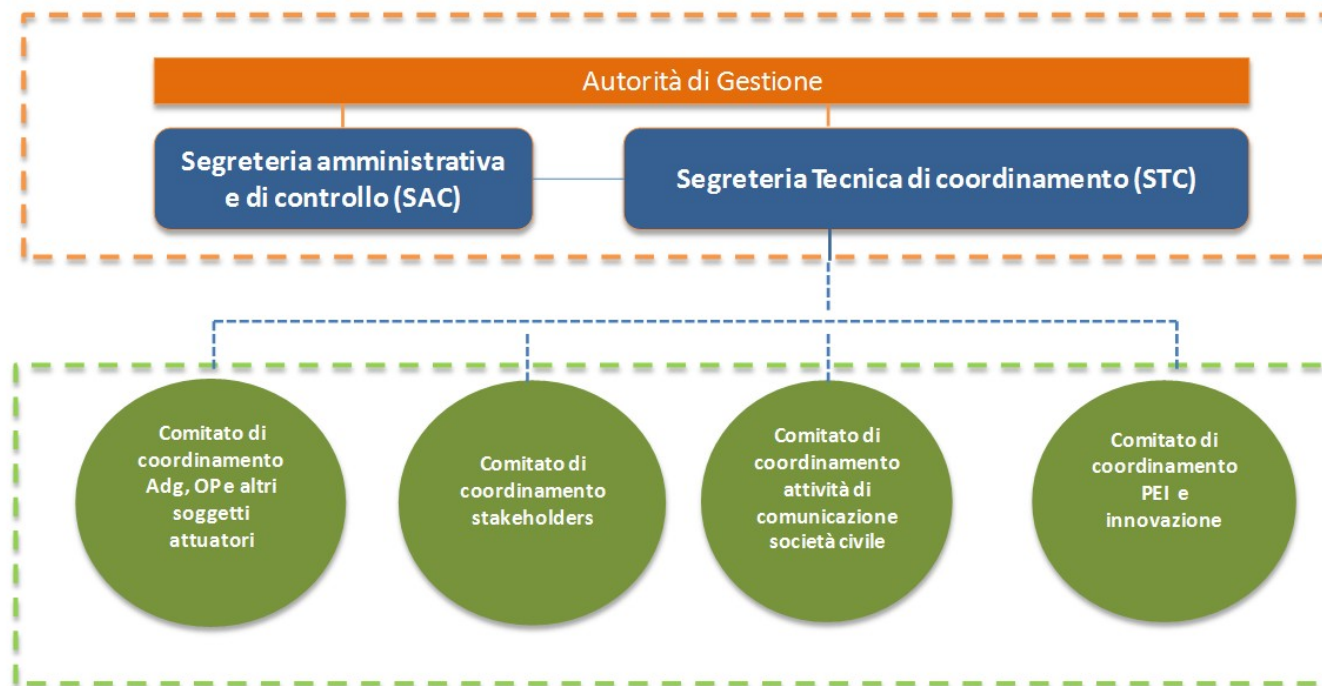 Autorità di Gestione
Segreteria amministrativa
e di controllo (SAC)
Segreteria Tecnica di coordinamento (STC)
Comitato di
coordinamento
Adg, OP e altri
soggetti
attuatori
Comitato di
coordinamento
stakeholders
Comitato di
coordinamento
attività di
comunicazione
società civile
Comitato di
coordinamento
PEI e
innovazione